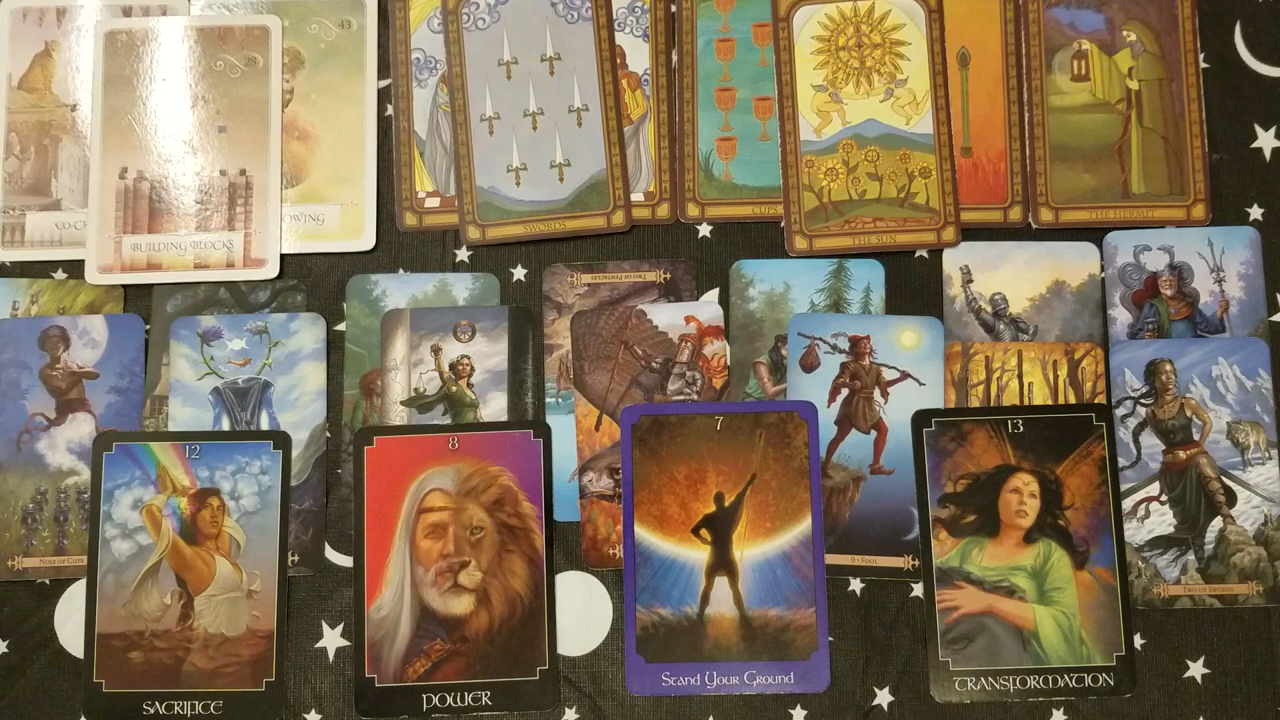 43
28
CO-C
BUILDING BLOCKS
OWING
SWORDS
CUPS
THE SUN
THE HERMIT
TWO OF PENTACLES
NINE OF CUPS
0 · FOOL
TWO OF SWORDS
12
SACRIFICE
8
POWER
7
Stand Your Ground
13
TRANSFORMATION